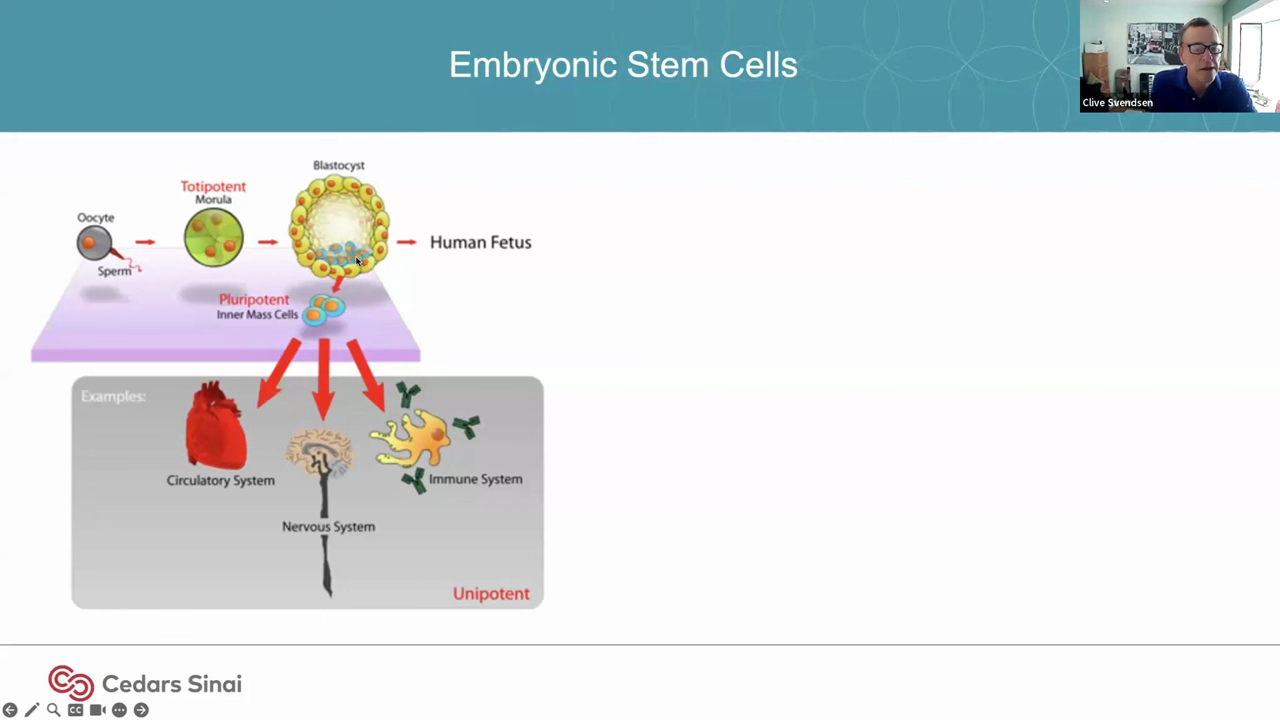 Embryonic Stem Cells
Clive Svendsen
Blastocyst
Totipotent
Morula
Oocyte
Sperm
Human Fetus
Pluripotent
Inner Mass Cells
Examples:
Circulatory System
Immune System
Nervous System
Unipotent
Cedars Sinai
CC